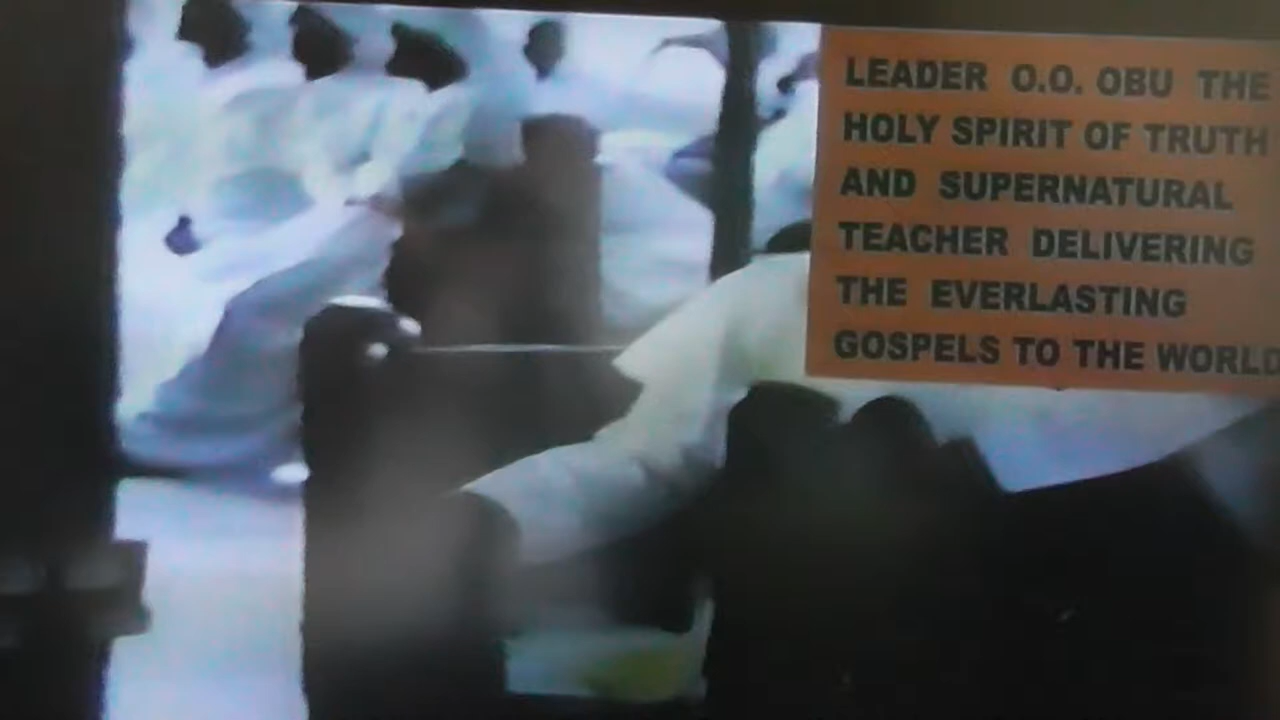 LEADER O.O. OBU THE
HOLY SPIRIT OF TRUTH
AND SUPERNATURAL
TEACHER DELIVERING
THE EVERLASTING
GOSPELS TO THE WORLD